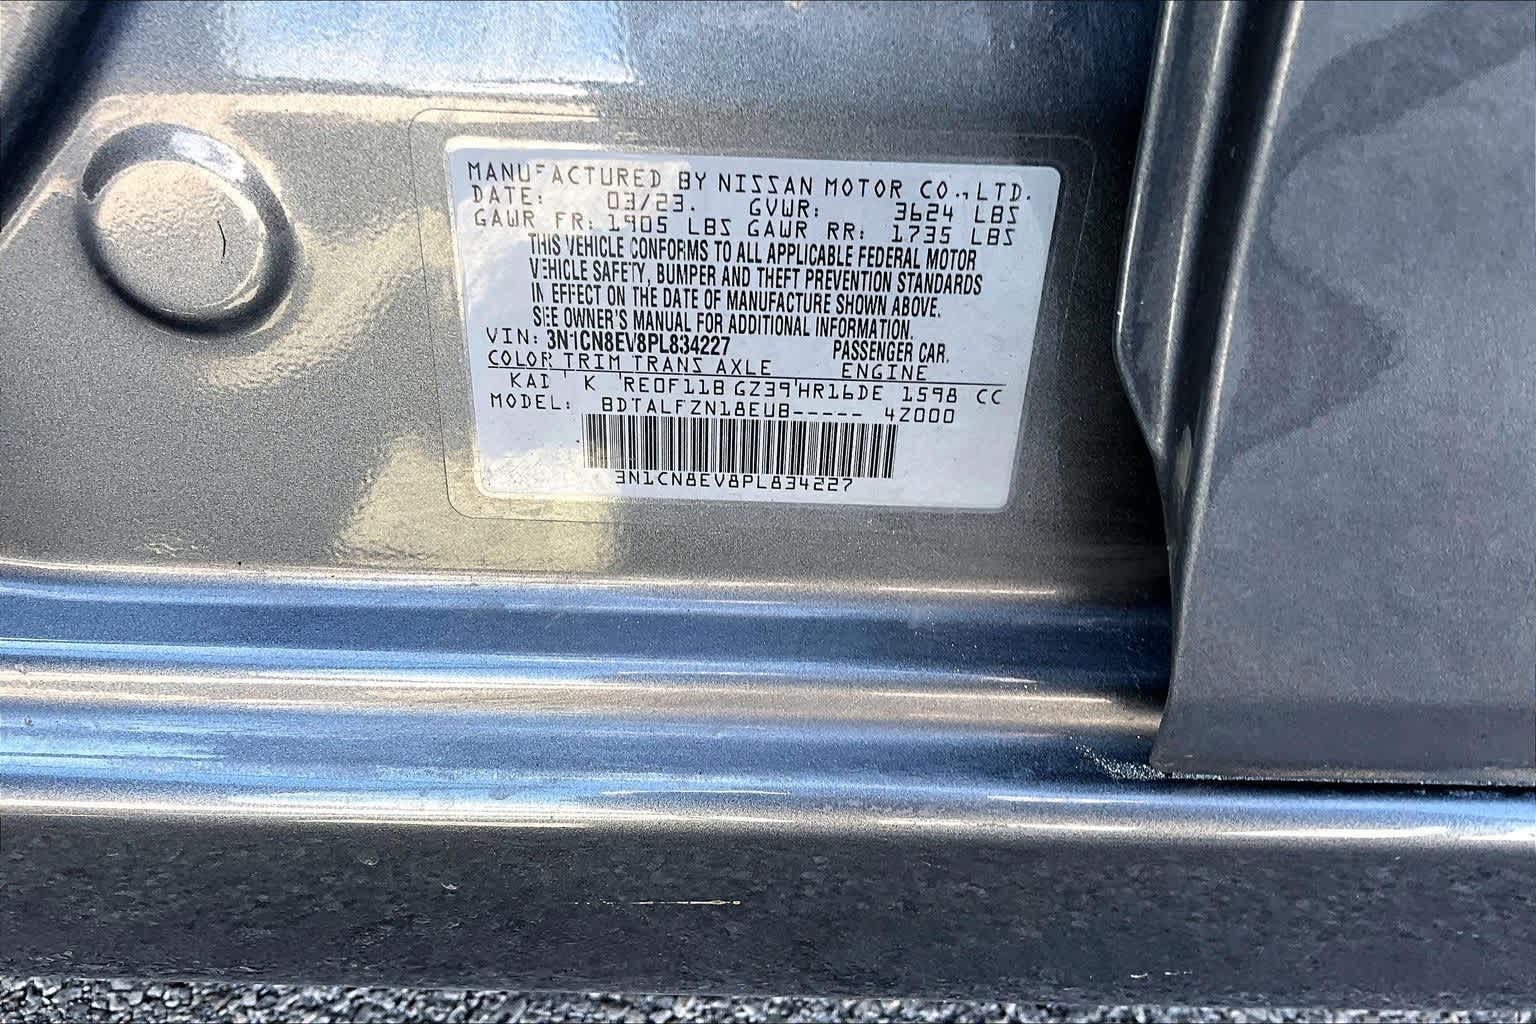 MANUFACTURED BY NISSAN MOTOR CO.,LTD.
DATE: 03/23. GVWR: 3624 LBS
GAWR FR: 1905 LBS GAWR RR: 1735 LBS
THIS VEHICLE CONFORMS TO ALL APPLICABLE FEDERAL MOTOR
VEHICLE SAFETY, BUMPER AND THEFT PREVENTION STANDARDS
IN EFFECT ON THE DATE OF MANUFACTURE SHOWN ABOVE.
SEE OWNER'S MANUAL FOR ADDITIONAL INFORMATION.
VIN: 3N1CN8EV8PL834227 PASSENGER CAR.
COLOR TRIM TRANS AXLE ENGINE
KAD K RE0F11B GZ39 HR16DE 1598 CC
MODEL: BDTALFZN18EUB----- 4Z000
3N1CN8EV8PL834227